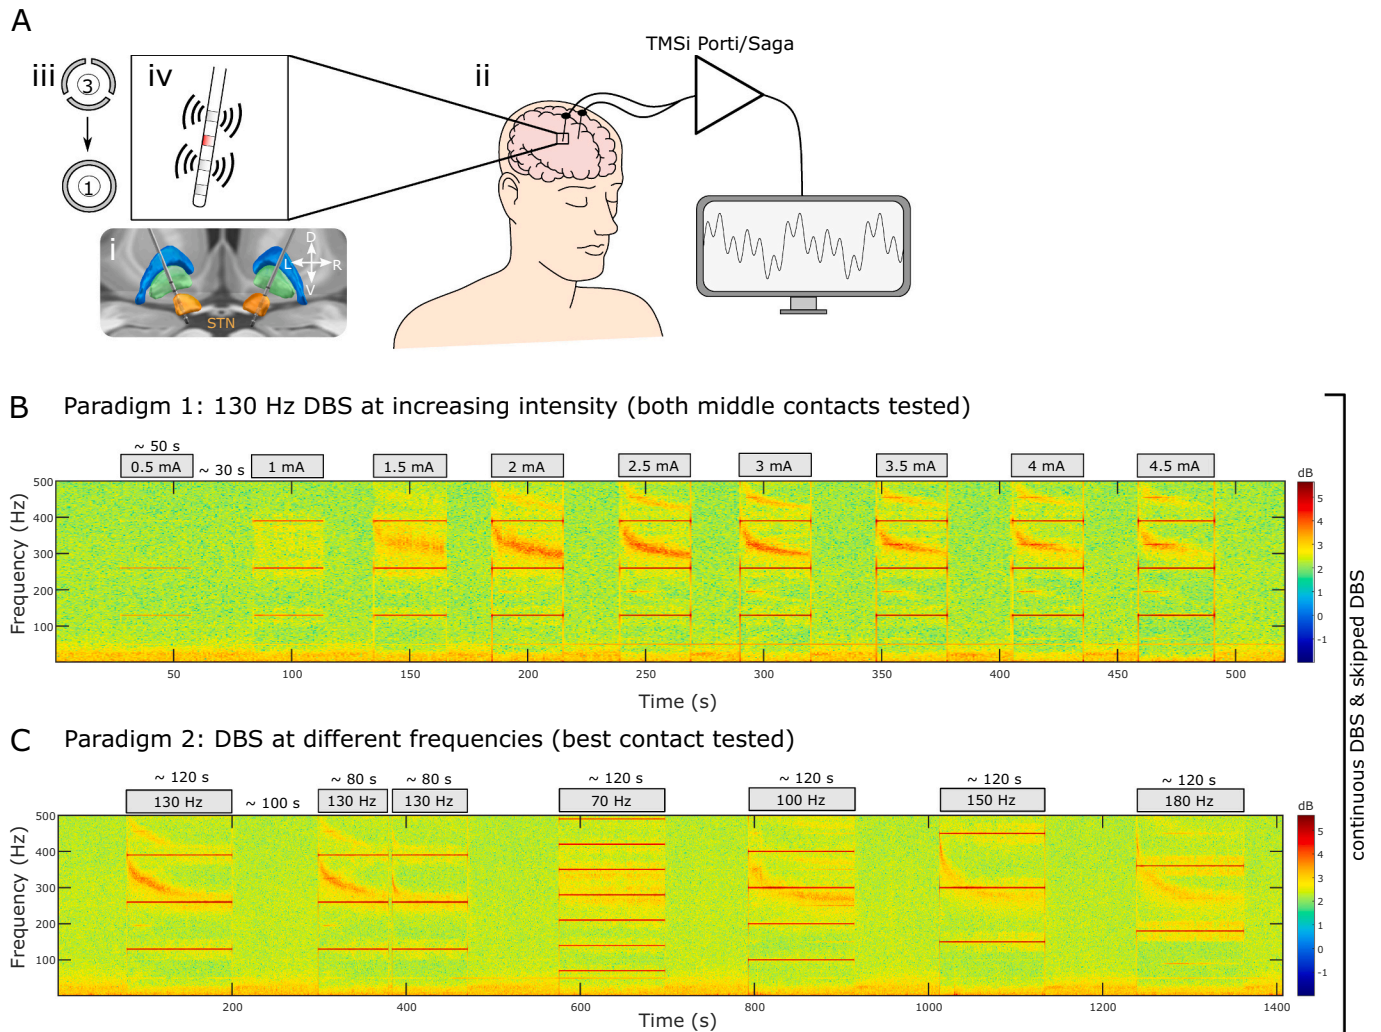 A
TMSi Porti/Saga
iii
iv
ii
3
1
i
D
L
R
V
STN
B Paradigm 1: 130 Hz DBS at increasing intensity (both middle contacts tested)
~ 50 s
0.5 mA ~ 30 s 1 mA 1.5 mA 2 mA 2.5 mA 3 mA 3.5 mA 4 mA 4.5 mA
dB
500
400
300
200
100
Frequency (Hz)
5
4
3
2
1
0
-1
50 100 150 200 250 300 350 400 450 500
Time (s)
C Paradigm 2: DBS at different frequencies (best contact tested)
~ 120 s ~ 80 s ~ 80 s ~ 120 s ~ 120 s ~ 120 s ~ 120 s
130 Hz ~ 100 s 130 Hz 130 Hz 70 Hz 100 Hz 150 Hz 180 Hz
dB
500
400
300
200
100
Frequency (Hz)
5
4
3
2
1
0
-1
200 400 600 800 1000 1200 1400
Time (s)
continuous DBS & skipped DBS